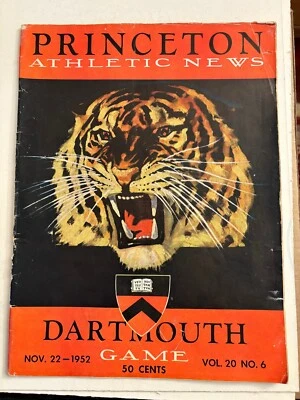 PRINCETON
ATHLETIC NEWS
DARTMOUTH
GAME
NOV. 22-1952
50 CENTS
VOL. 20 NO. 6